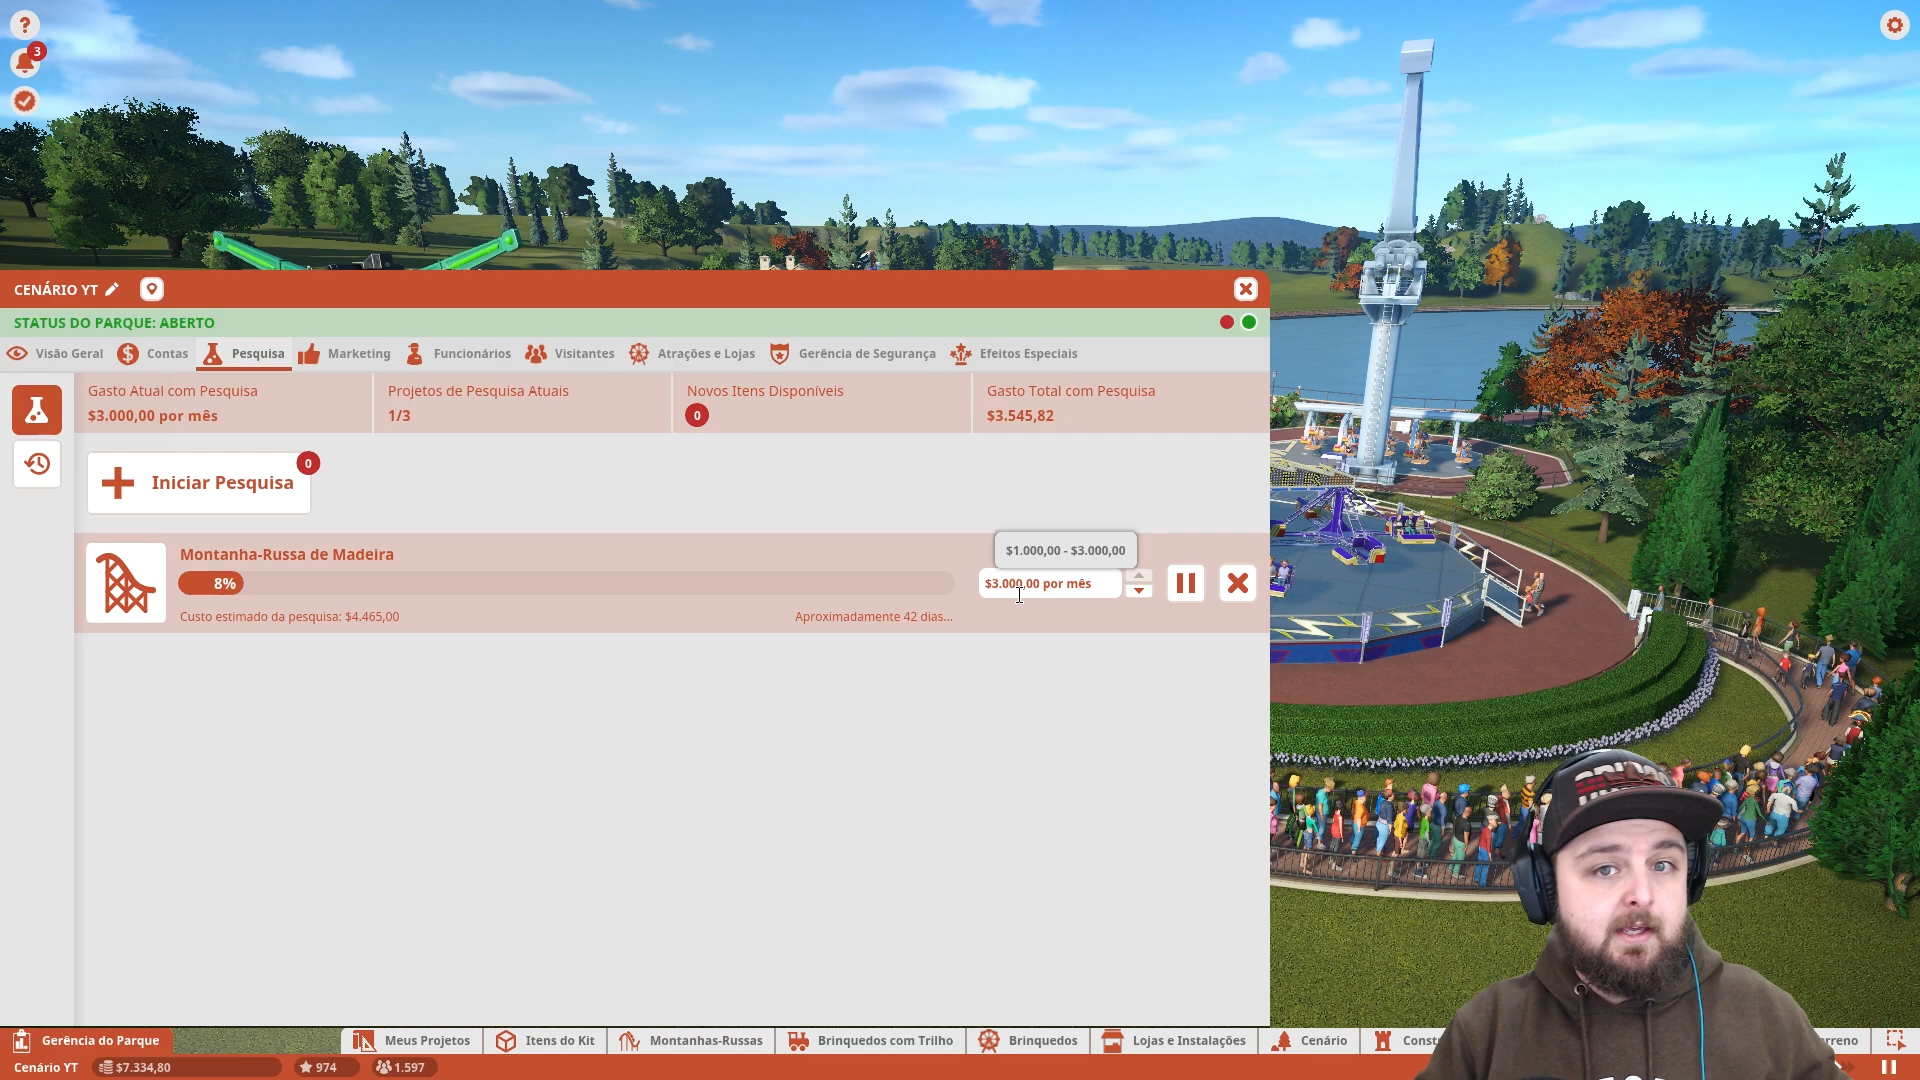 ?
3
CENÁRIO YT
STATUS DO PARQUE: ABERTO
Visão Geral
Contas
Pesquisa
Marketing
Funcionários
Visitantes
Atrações e Lojas
Gerência de Segurança
Efeitos Especiais
Gasto Atual com Pesquisa
$3.000,00 por mês
Projetos de Pesquisa Atuais
1/3
Novos Itens Disponíveis
0
Gasto Total com Pesquisa
$3.545,82
Iniciar Pesquisa
0
Montanha-Russa de Madeira
8%
Custo estimado da pesquisa: $4.465,00
Aproximadamente 42 dias...
$1.000,00 - $3.000,00
$3.000,00 por mês
Gerência do Parque
Meus Projetos
Itens do Kit
Montanhas-Russas
Brinquedos com Trilho
Brinquedos
Lojas e Instalações
Cenário
Const
rreno
Cenário YT
$7.334,80
974
1.597